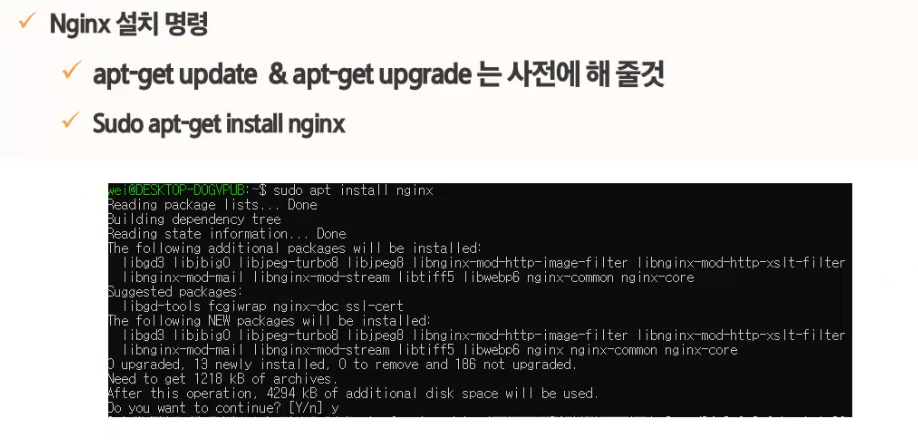 Nginx 설치 명령
apt-get update & apt-get upgrade 는 사전에 해 줄것
Sudo apt-get install nginx
wei@DESKTOP-DOGVPUB:~$ sudo apt install nginx
Reading package lists... Done
Building dependency tree
Reading state information... Done
The following additional packages will be installed:
libgd3 libjbig0 libjpeg-turbo8 libjpeg8 libnginx-mod-http-image-filter libnginx-mod-http-xslt-filter
libnginx-mod-mail libnginx-mod-stream libtiff5 libwebp6 nginx-common nginx-core
Suggested packages:
libgd-tools fcgiwrap nginx-doc ssl-cert
The following NEW packages will be installed:
libgd3 libjbig0 libjpeg-turbo8 libjpeg8 libnginx-mod-http-image-filter libnginx-mod-http-xslt-filter
libnginx-mod-mail libnginx-mod-stream libtiff5 libwebp6 nginx nginx-common nginx-core
0 upgraded, 13 newly installed, 0 to remove and 186 not upgraded.
Need to get 1218 kB of archives.
After this operation, 4294 kB of additional disk space will be used.
Do you want to continue? [Y/n] y